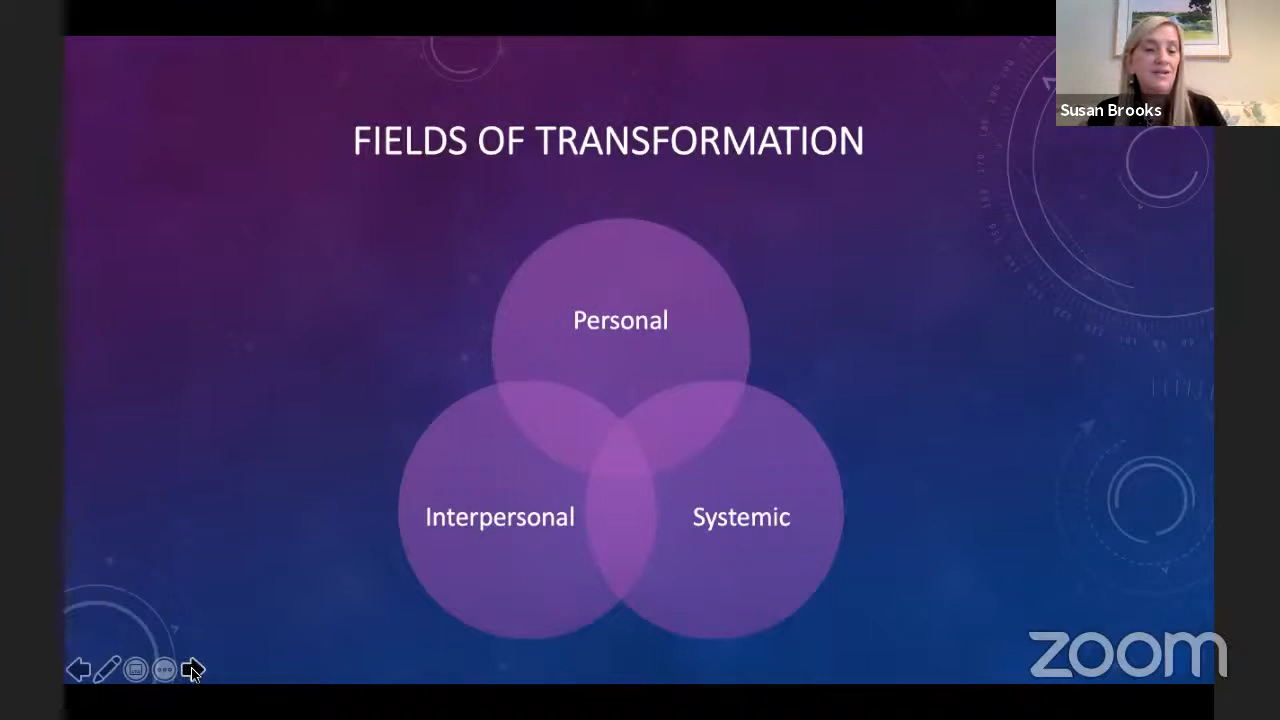 Susan Brooks
FIELDS OF TRANSFORMATION
Personal
Interpersonal
Systemic
zoom